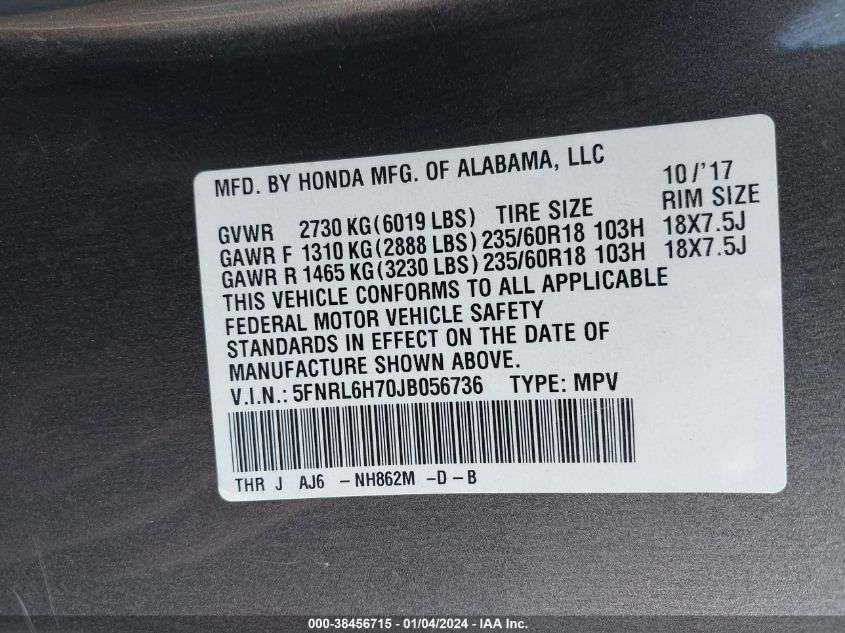 MFD. BY HONDA MFG. OF ALABAMA, LLC 10/'17
GVWR 2730 KG(6019 LBS) TIRE SIZE RIM SIZE
GAWR F 1310 KG(2888 LBS) 235/60R18 103H 18X7.5J
GAWR R 1465 KG(3230 LBS) 235/60R18 103H 18X7.5J
THIS VEHICLE CONFORMS TO ALL APPLICABLE
FEDERAL MOTOR VEHICLE SAFETY
STANDARDS IN EFFECT ON THE DATE OF
MANUFACTURE SHOWN ABOVE.
V.I.N.: 5FNRL6H70JB056736 TYPE: MPV
THR J AJ6 -NH862M -D-B
000-38456715 - 01/04/2024 - IAA Inc.